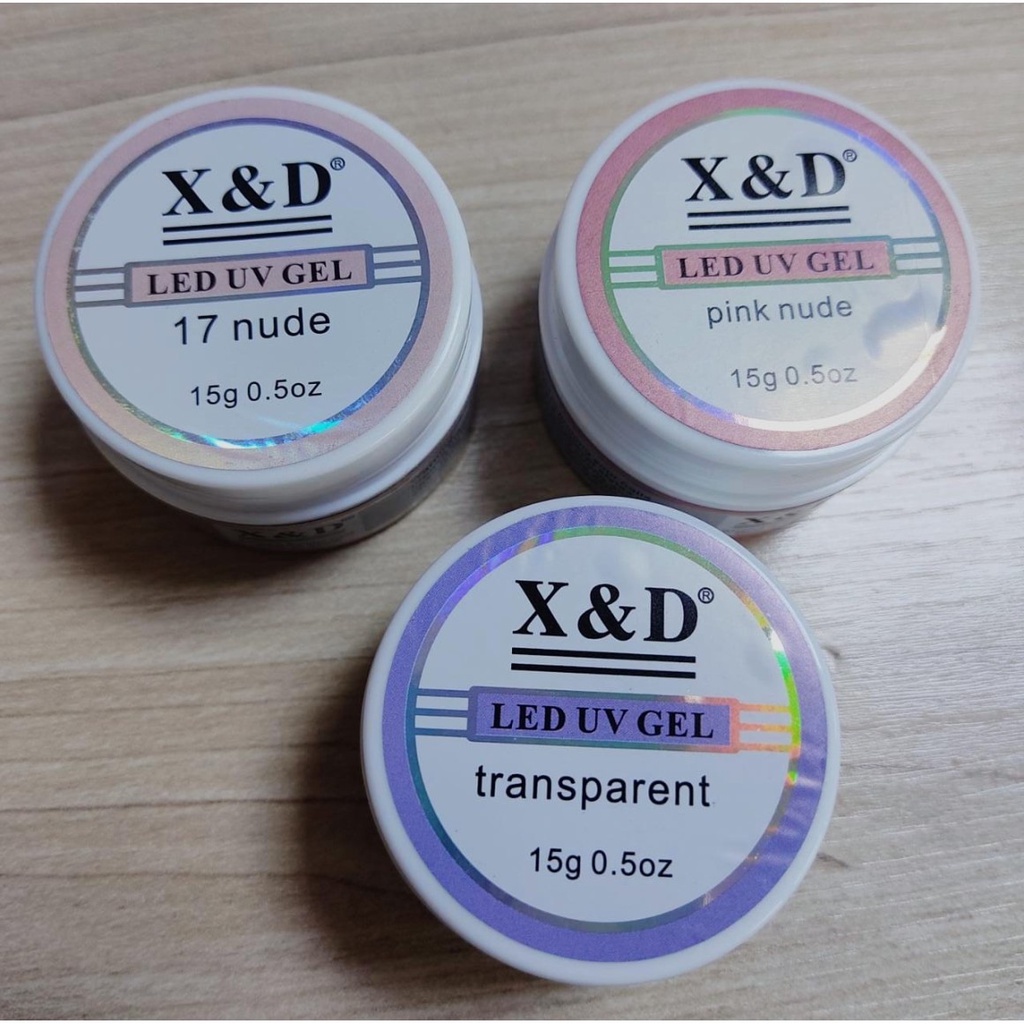 X&D®
LED UV GEL
17 nude
15g 0.5oz
X&D
X&D®
LED UV GEL
pink nude
15g 0.5oz
X&D®
LED UV GEL
transparent
15g 0.5oz